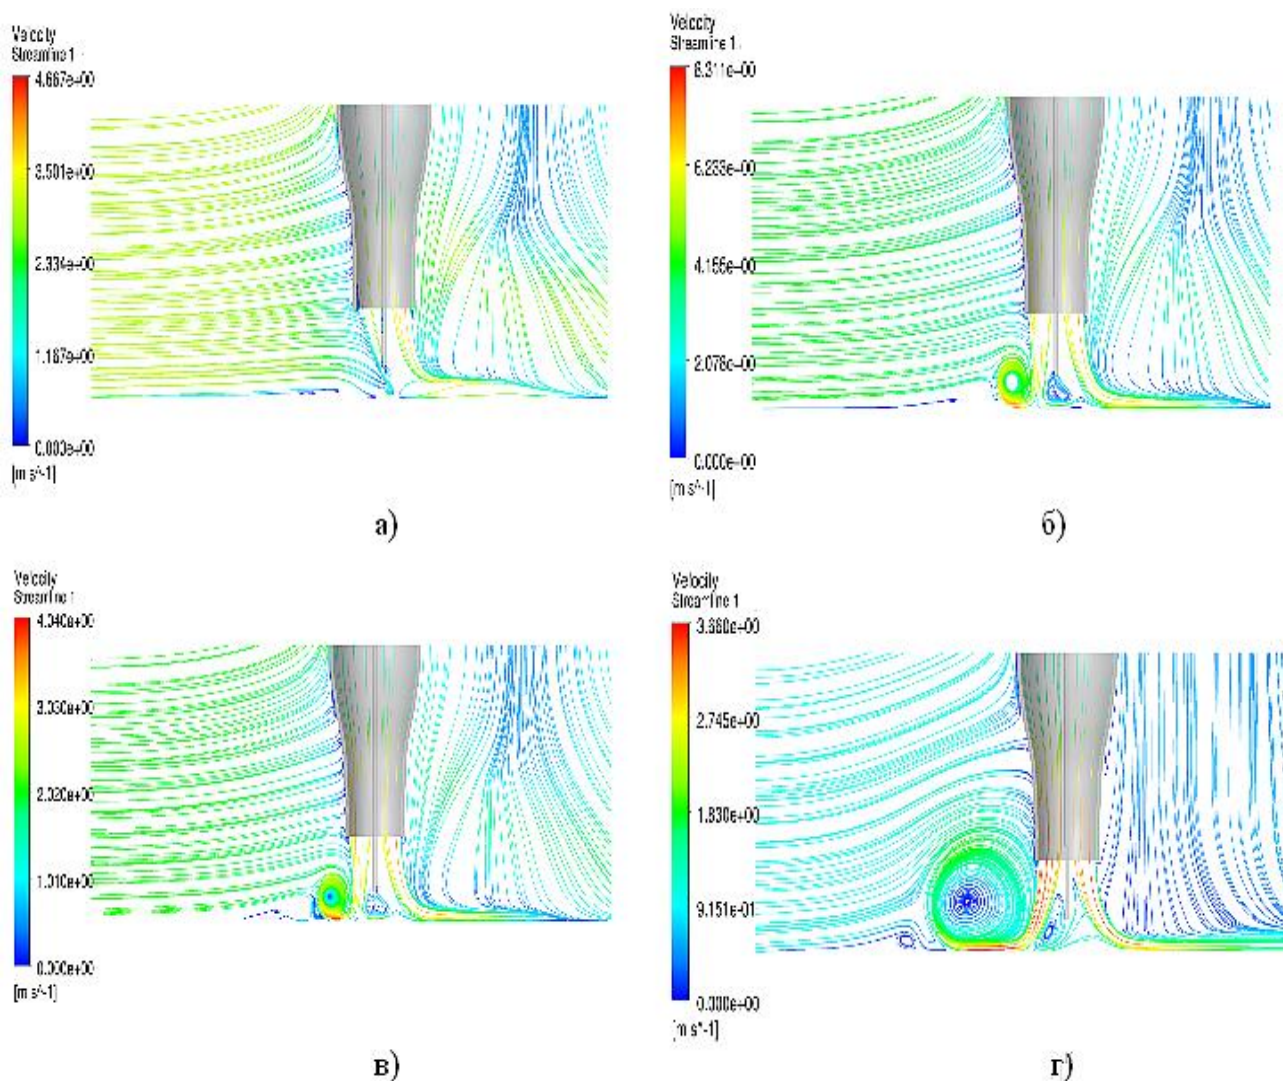 Velocity
Streamline 1
4.667e+00
3.501e+00
2.334e+00
1.167e+00
0.000e+00
[m s^-1]
а)
Velocity
Streamline 1
8.311e+00
6.233e+00
4.156e+00
2.078e+00
0.000e+00
[m s^-1]
б)
Velocity
Streamline 1
4.040e+00
3.030e+00
2.020e+00
1.010e+00
0.000e+00
[m s^-1]
в)
Velocity
Streamline 1
3.660e+00
2.745e+00
1.830e+00
9.151e-01
0.000e+00
[m s^-1]
г)